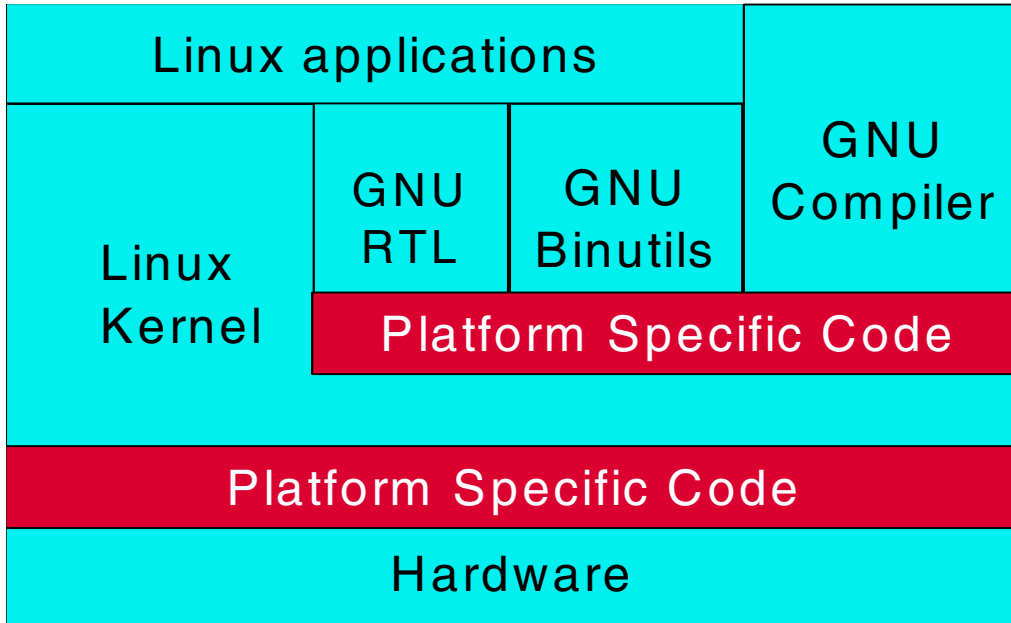 Linux applications
GNU
Compiler
GNU
RTL
GNU
Binutils
Linux
Kernel
Platform Specific Code
Platform Specific Code
Hardware